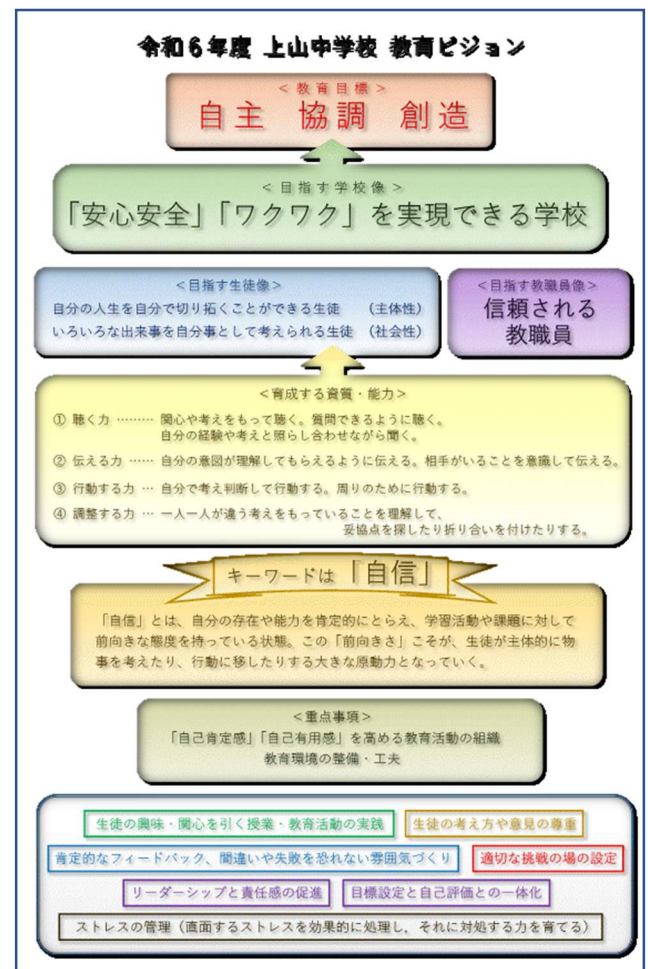 令和6年度 上山中学校 教育ビジョン
<教育目標>
自主 協調 創造
<目指す学校像>
「安心安全」「ワクワク」を実現できる学校
<目指す生徒像>
自分の人生を自分で切り拓くことができる生徒 (主体性)
いろいろな出来事を自分事として考えられる生徒 (社会性)
<目指す教職員像>
信頼される
教職員
<育成する資質・能力>
① 聴く力 ……… 関心や考えをもって聴く。質問できるように聴く。
自分の経験や考えと照らし合わせながら聞く。
② 伝える力 …… 自分の意図が理解してもらえるように伝える。相手がいることを意識して伝える。
③ 行動する力 … 自分で考え判断して行動する。周りのために行動する。
④ 調整する力 … 一人一人が違う考えをもっていることを理解して、
妥協点を探したり折り合いを付けたりする。
キーワードは「自信」
「自信」とは、自分の存在や能力を肯定的にとらえ、学習活動や課題に対して
前向きな態度を持っている状態。この「前向きさ」こそが、生徒が主体的に物
事を考えたり、行動に移したりする大きな原動力となっていく。
<重点事項>
「自己肯定感」「自己有用感」を高める教育活動の組織
教育環境の整備・工夫
生徒の興味・関心を引く授業・教育活動の実践
生徒の考え方や意見の尊重
肯定的なフィードバック、間違いや失敗を恐れない雰囲気づくり
適切な挑戦の場の設定
リーダーシップと責任感の促進
目標設定と自己評価との一体化
ストレスの管理(直面するストレスを効果的に処理し、それに対処する力を育てる)